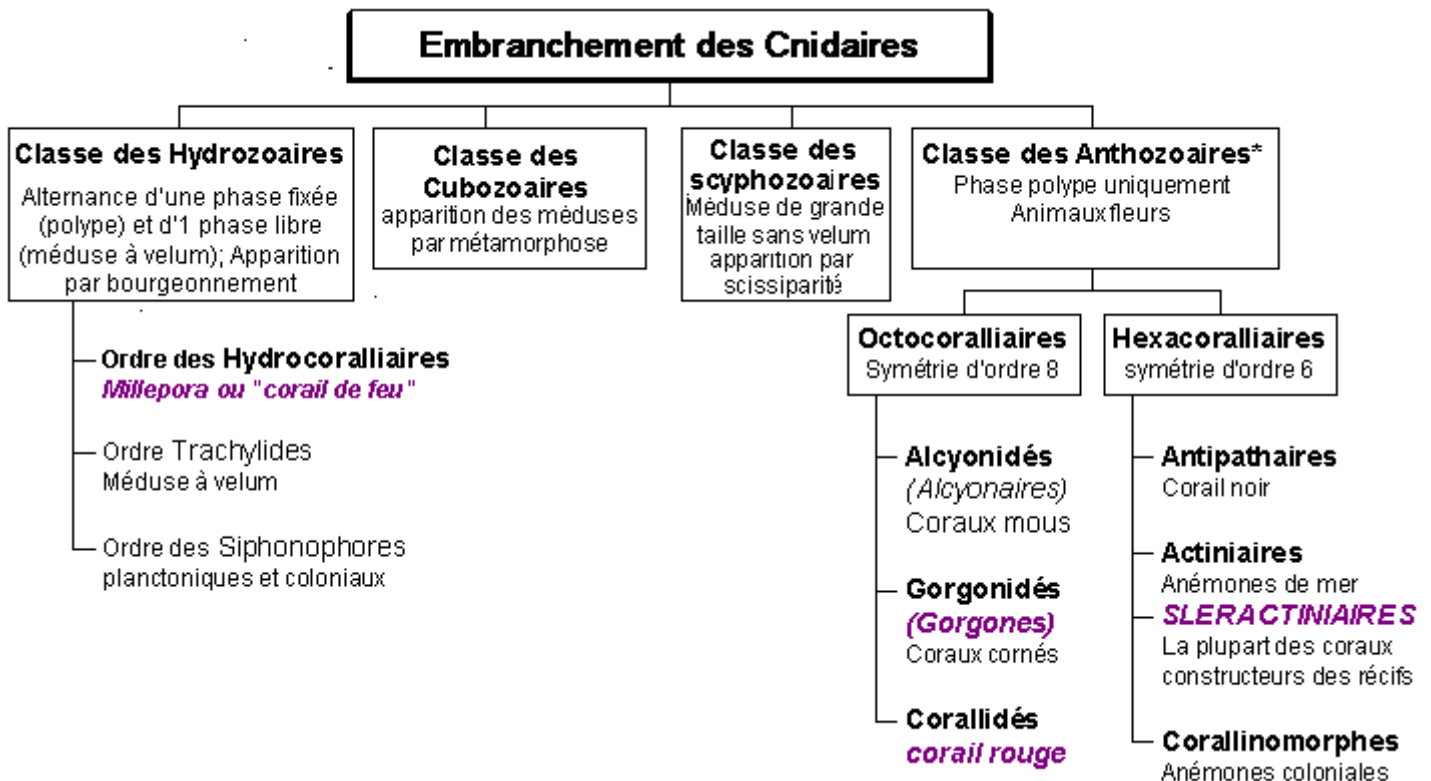 Embranchement des Cnidaires
Classe des Hydrozoaires
Alternance d'une phase fixée
(polype) et d'1 phase libre
(méduse à velum); Apparition
par bourgeonnement
Classe des
Cubozoaires
apparition des méduses
par métamorphose
Classe des
scyphozoaires
Méduse de grande
taille sans velum
apparition par
scissiparité
Classe des Anthozoaires*
Phase polype uniquement
Animaux fleurs
Ordre des Hydrocoralliaires
Millepora ou "corail de feu"
Ordre Trachylides
Méduse à velum
Ordre des Siphonophores
planctoniques et coloniaux
Octocoralliaires
Symétrie d'ordre 8
Alcyonidés
(Alcyonaires)
Coraux mous
Gorgonidés
(Gorgones)
Coraux cornés
Corallidés
corail rouge
Hexacoralliaires
symétrie d'ordre 6
Antipathaires
Corail noir
Actiniaires
Anémones de mer
SLERACTINIAIRES
La plupart des coraux
constructeurs des récifs
Corallinomorphes
Anémones coloniales